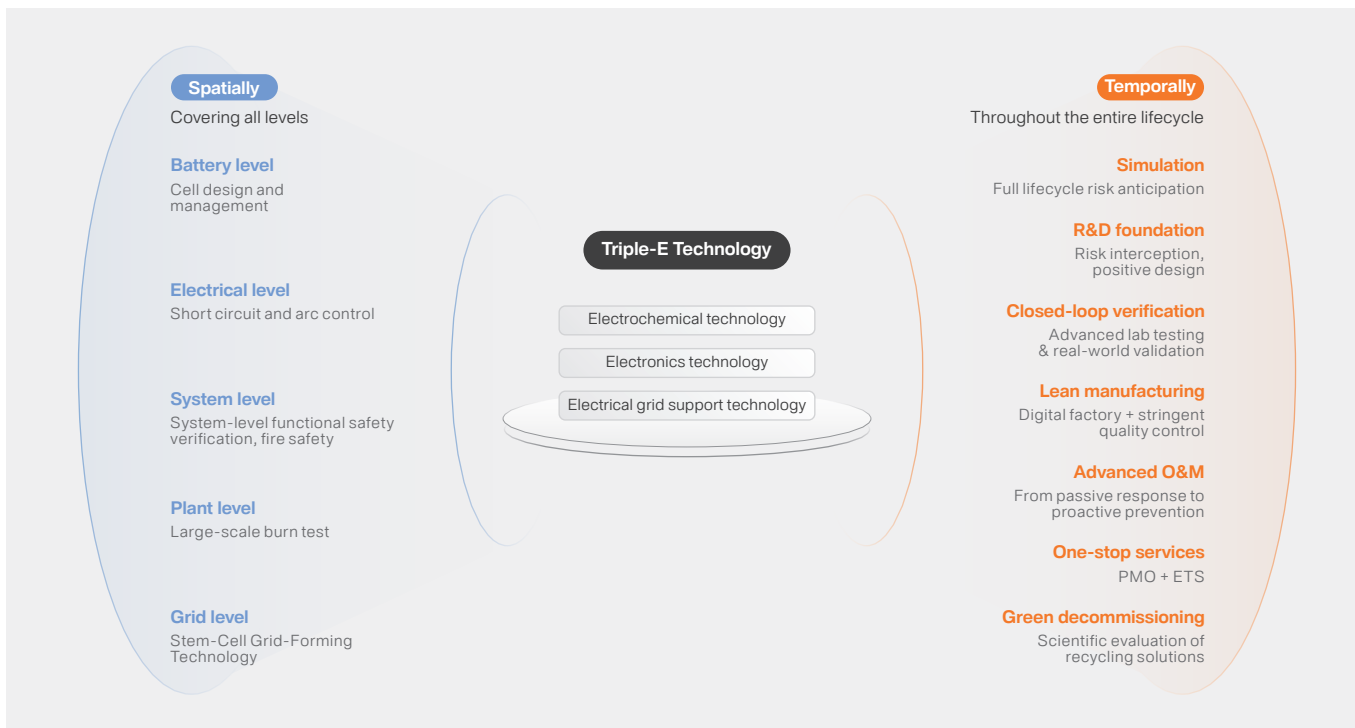 Spatially
Covering all levels
Battery level
Cell design and
management
Electrical level
Short circuit and arc control
System level
System-level functional safety
verification, fire safety
Plant level
Large-scale burn test
Grid level
Stem-Cell Grid-Forming
Technology
Triple-E Technology
Electrochemical technology
Electronics technology
Electrical grid support technology
Temporally
Throughout the entire lifecycle
Simulation
Full lifecycle risk anticipation
R&D foundation
Risk interception,
positive design
Closed-loop verification
Advanced lab testing
& real-world validation
Lean manufacturing
Digital factory + stringent
quality control
Advanced O&M
From passive response to
proactive prevention
One-stop services
PMO + ETS
Green decommissioning
Scientific evaluation of
recycling solutions